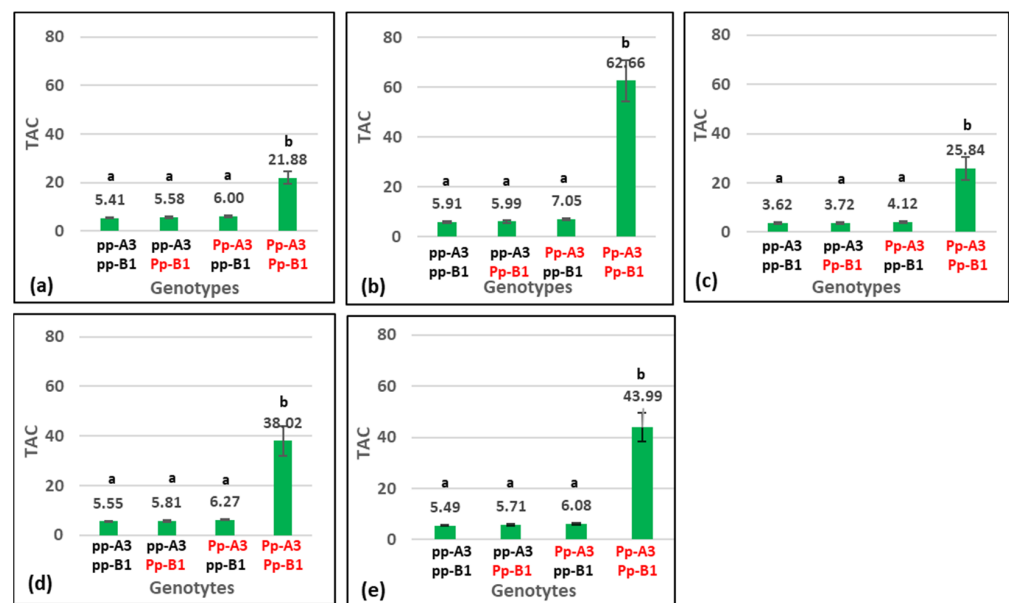 80
60
40
20
0
TAC
a
a
a
b
5.41
5.58
6.00
21.88
pp-A3 pp-A3 Pp-A3 Pp-A3
pp-B1 Pp-B1 pp-B1 Pp-B1
(a)
Genotypes
80
60
40
20
0
TAC
a
a
a
b
5.91
5.99
7.05
62.66
pp-A3 pp-A3 Pp-A3 Pp-A3
pp-B1 Pp-B1 pp-B1 Pp-B1
(b)
Genotypes
80
60
40
20
0
TAC
a
a
a
b
3.62
3.72
4.12
25.84
pp-A3 pp-A3 Pp-A3 Pp-A3
pp-B1 Pp-B1 pp-B1 Pp-B1
(c)
Genotypes
80
60
40
20
0
TAC
a
a
a
b
5.55
5.81
6.27
38.02
pp-A3 pp-A3 Pp-A3 Pp-A3
pp-B1 Pp-B1 pp-B1 Pp-B1
(d)
Genotytes
80
60
40
20
0
TAC
a
a
a
b
5.49
5.71
6.08
43.99
pp-A3 pp-A3 Pp-A3 Pp-A3
pp-B1 Pp-B1 pp-B1 Pp-B1
(e)
Genotytes